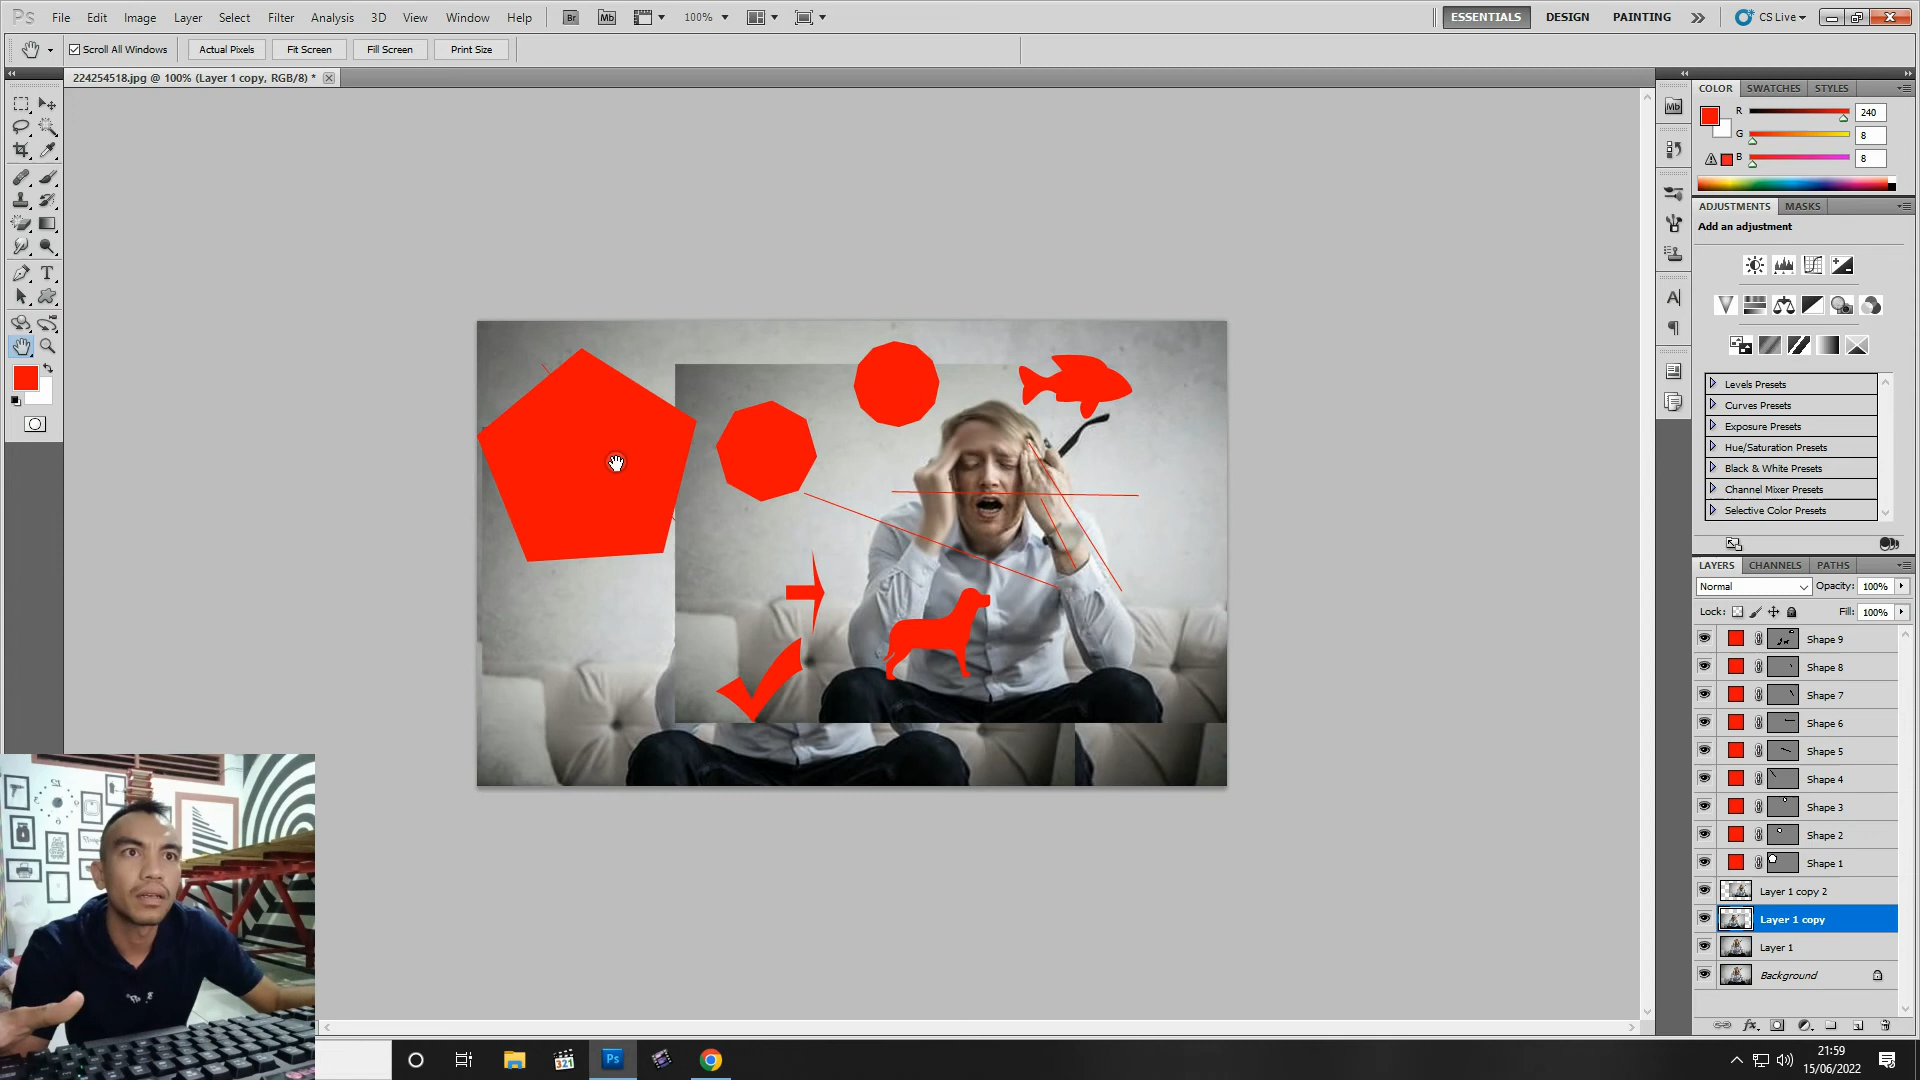 Ps File Edit Image Layer Select Filter Analysis 3D View Window Help Br Mb 100% ESSENTIALS DESIGN PAINTING CS Live
Scroll All Windows Actual Pixels Fit Screen Fill Screen Print Size
224254518.jpg @ 100% (Layer 1 copy, RGB/8) *
COLOR SWATCHES STYLES
Mb
R 240
G 8
B 8
ADJUSTMENTS MASKS
Add an adjustment
Levels Presets
Curves Presets
Exposure Presets
Hue/Saturation Presets
Black & White Presets
Channel Mixer Presets
Selective Color Presets
LAYERS CHANNELS PATHS
Normal Opacity: 100%
Lock: Fill: 100%
Shape 9
Shape 8
Shape 7
Shape 6
Shape 5
Shape 4
Shape 3
Shape 2
Shape 1
Layer 1 copy 2
Layer 1 copy
Layer 1
Background
321
Ps
21:59
15/06/2022